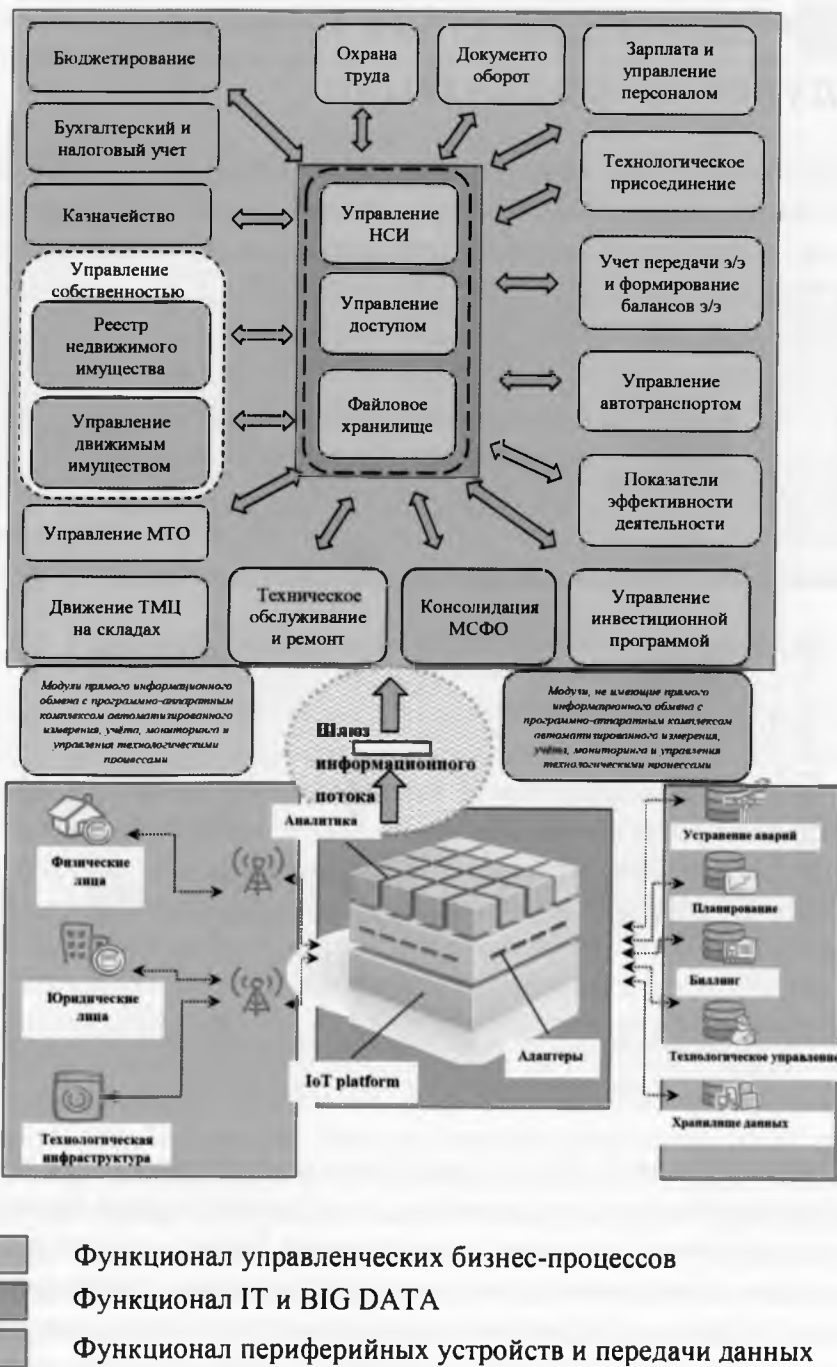 Бюджетирование
Охрана
труда
Документо
оборот
Зарплата и
управление
персоналом
Бухгалтерский и
налоговый учет
Технологическое
присоединение
Казначейство
Управление
НСИ
Управление
собственностью
Реестр
недвижимого
имущества
Управление
доступом
Учет передачи э/э
и формирование
балансов э/э
Управление
движимым
имуществом
Файловое
хранилище
Управление
автотранспортом
Показатели
эффективности
деятельности
Управление МТО
Движение ТМЦ
на складах
Техническое
обслуживание
и ремонт
Консолидация
МСФО
Управление
инвестиционной
программой
Модули прямого информационного
обмена с программно-аппаратным
комплексом автоматизированного
измерения, учёта, мониторинга и
управления технологическими
процессами
Шлюз
информационного
потока
Модули, не имеющие прямого
информационного обмена с
программно-аппаратным комплексом
автоматизированного измерения,
учёта, мониторинга и управления
технологическими процессами
Аналитика
Физические
лица
Юридические
лица
Технологическая
инфраструктура
IoT platform
Адаптеры
Устранение аварий
Планирование
Биллинг
Технологическое управление
Хранилище данных
Функционал управленческих бизнес-процессов
Функционал IT и BIG DATA
Функционал периферийных устройств и передачи данных